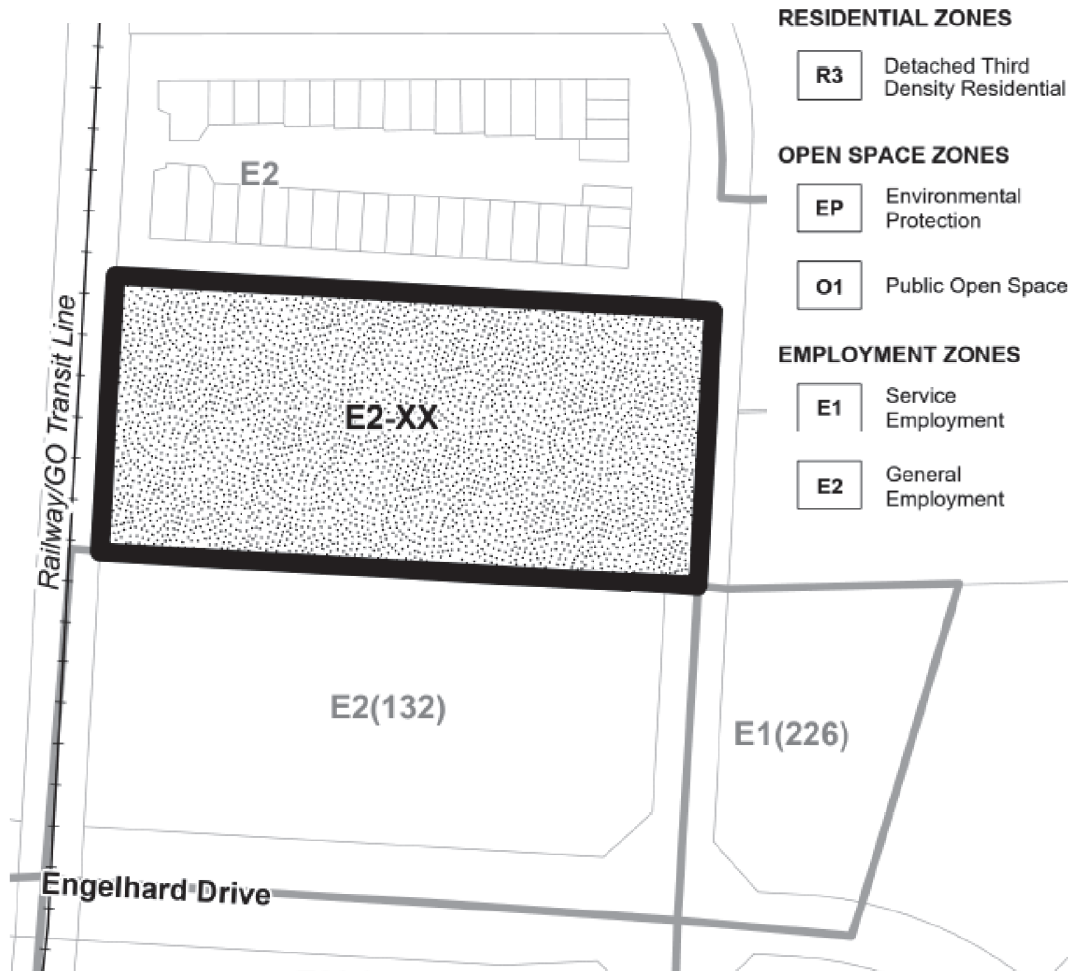 RESIDENTIAL ZONES
R3
Detached Third
Density Residential
OPEN SPACE ZONES
EP
Environmental
Protection
O1
Public Open Space
EMPLOYMENT ZONES
E1
Service
Employment
E2
General
Employment
E2
Railway/GO Transit Line
E2-XX
E2(132)
E1(226)
Engelhard Drive